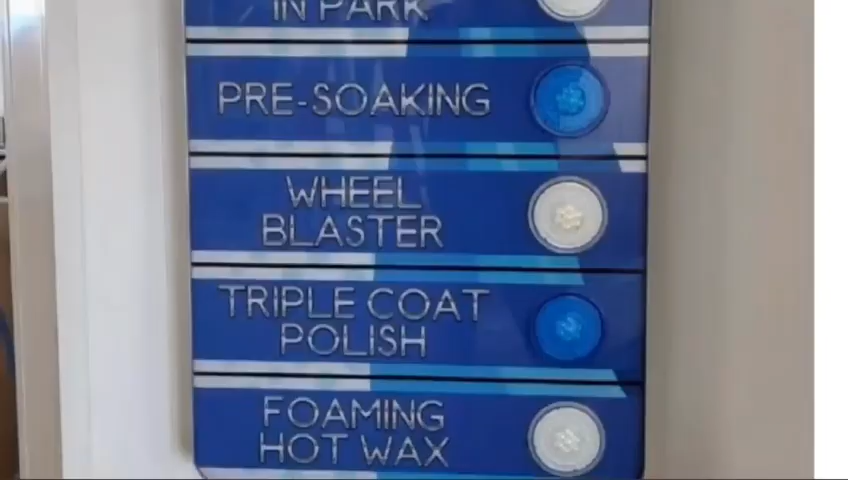 IN PARK
PRE-SOAKING
WHEEL
BLASTER
TRIPLE COAT
POLISH
FOAMING
HOT WAX